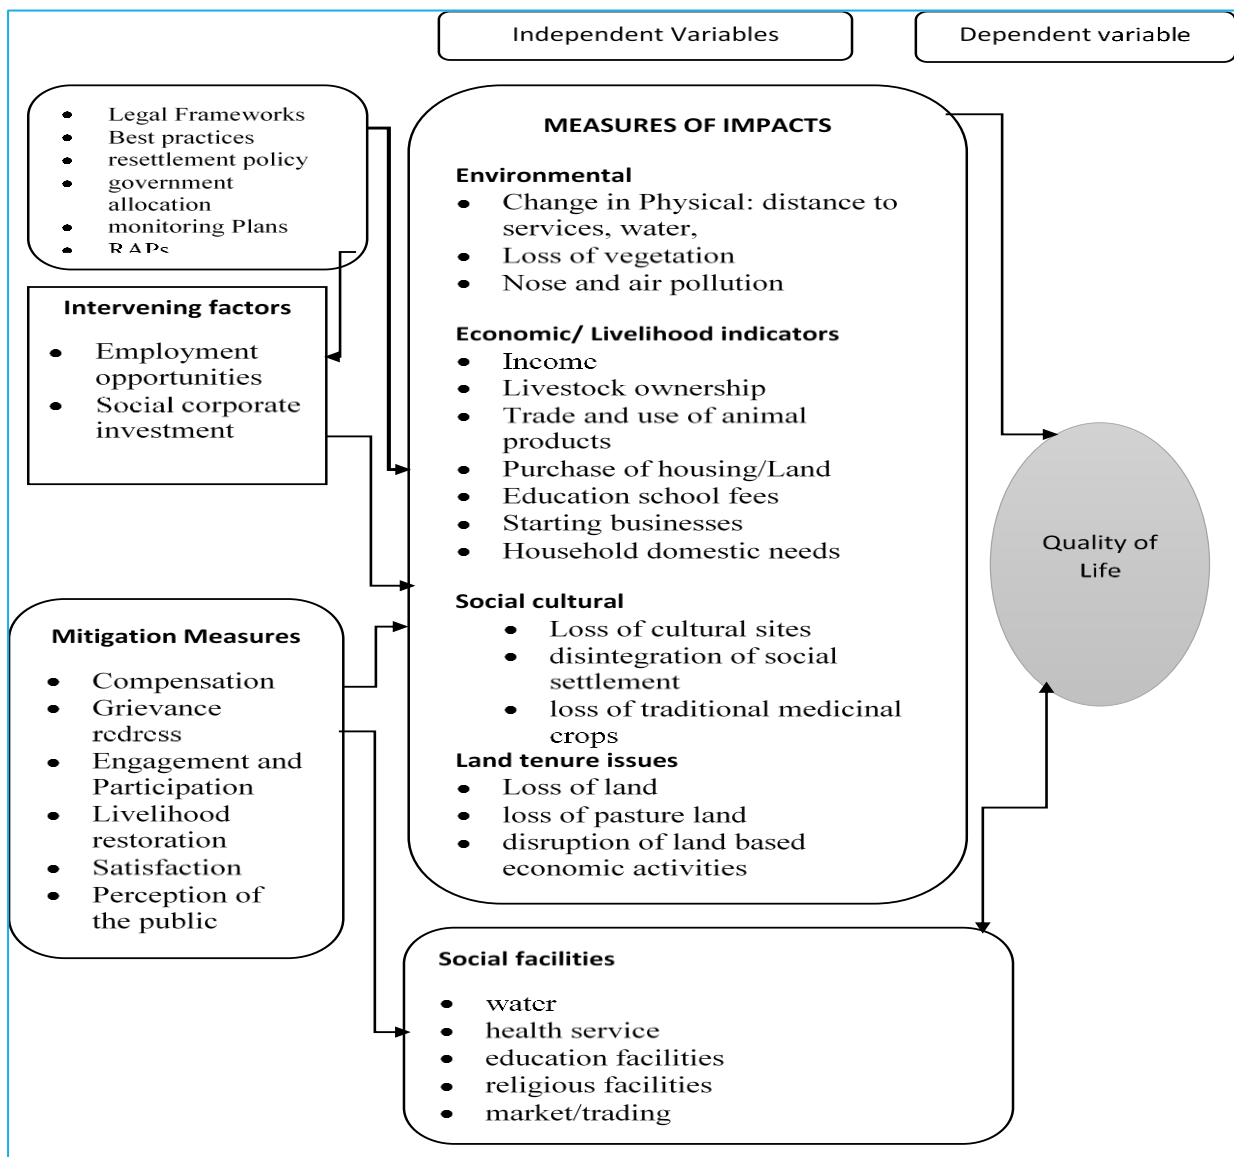 Independent Variables
Dependent variable
Legal Frameworks
Best practices
resettlement policy
government
allocation
monitoring Plans
RAPs
Intervening factors
Employment
opportunities
Social corporate
investment
Mitigation Measures
Compensation
Grievance
redress
Engagement and
Participation
Livelihood
restoration
Satisfaction
Perception of
the public
MEASURES OF IMPACTS
Environmental
Change in Physical: distance to
services, water,
Loss of vegetation
Nose and air pollution
Economic/ Livelihood indicators
Income
Livestock ownership
Trade and use of animal
products
Purchase of housing/Land
Education school fees
Starting businesses
Household domestic needs
Social cultural
Loss of cultural sites
disintegration of social
settlement
loss of traditional medicinal
crops
Land tenure issues
Loss of land
loss of pasture land
disruption of land based
economic activities
Social facilities
water
health service
education facilities
religious facilities
market/trading
Quality of
Life